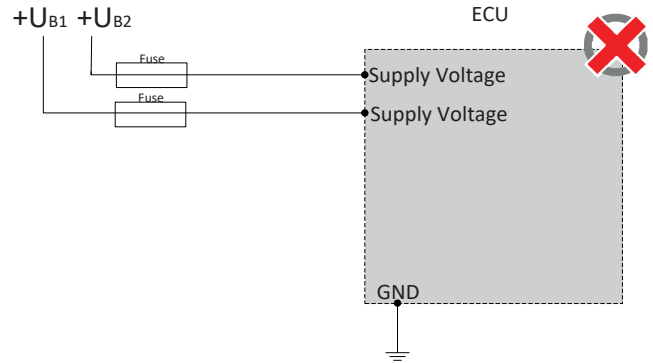 +UB1 +UB2
ECU
Fuse
Supply Voltage
Fuse
Supply Voltage
GND